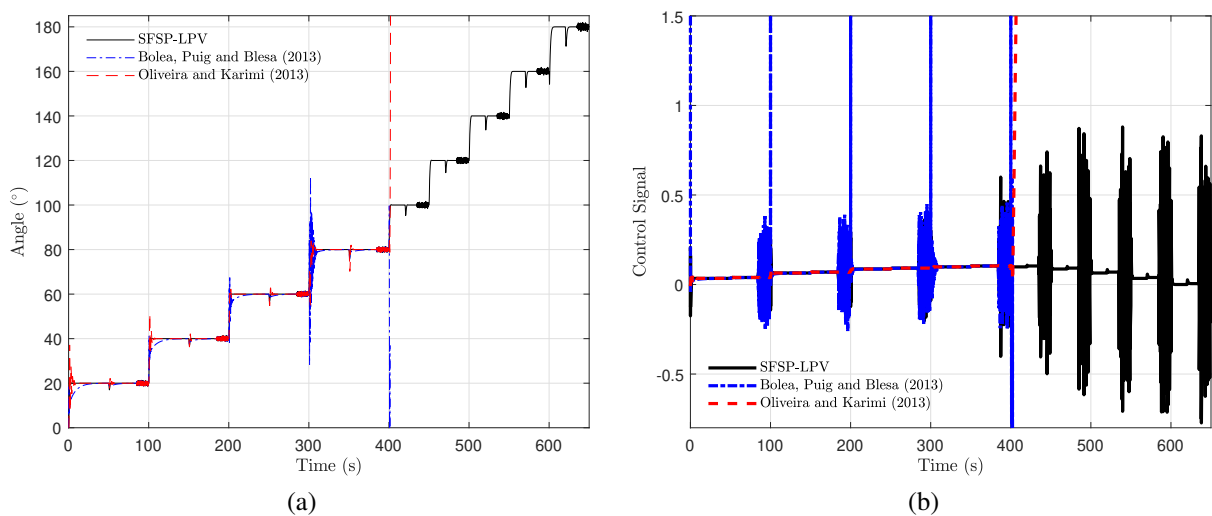 180
160
140
120
100
80
60
40
20
0
Angle (°)
SFSP-LPV
Bolea, Puig and Blesa (2013)
Oliveira and Karimi (2013)
0 100 200 300 400 500 600
Time (s)
(a)
1.5
1
0.5
0
-0.5
Control Signal
SFSP-LPV
Bolea, Puig and Blesa (2013)
Oliveira and Karimi (2013)
0 100 200 300 400 500 600
Time (s)
(b)